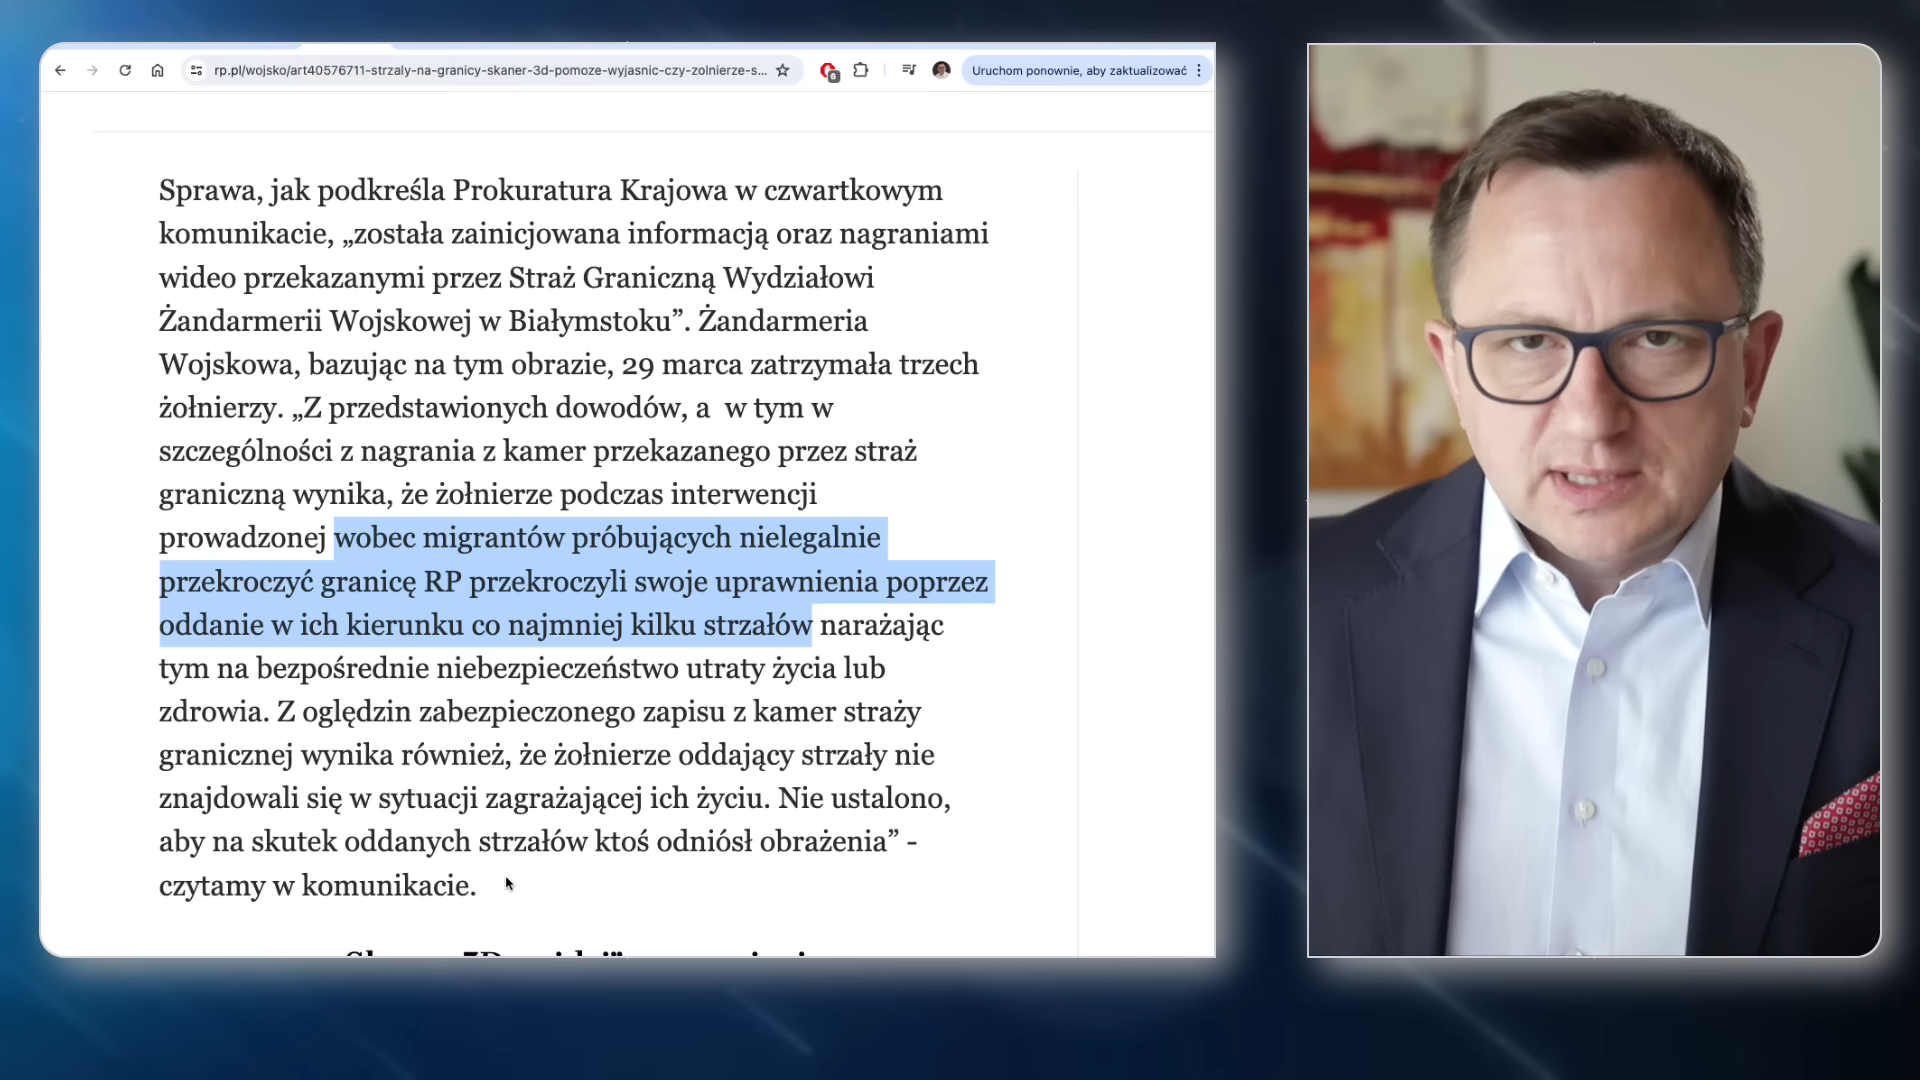 rp.pl/wojsko/art40576711-strzaly-na-granicy-skaner-3d-pomoze-wyjasnic-czy-zolnierze-s...
6
Uruchom ponownie, aby zaktualizować
Sprawa, jak podkreśla Prokuratura Krajowa w czwartkowym
komunikacie, „została zainicjowana informacją oraz nagraniami
wideo przekazanymi przez Straż Graniczną Wydziałowi
Żandarmerii Wojskowej w Białymstoku”. Żandarmeria
Wojskowa, bazując na tym obrazie, 29 marca zatrzymała trzech
żołnierzy. „Z przedstawionych dowodów, a  w tym w
szczególności z nagrania z kamer przekazanego przez straż
graniczną wynika, że żołnierze podczas interwencji
prowadzonej wobec migrantów próbujących nielegalnie
przekroczyć granicę RP przekroczyli swoje uprawnienia poprzez
oddanie w ich kierunku co najmniej kilku strzałów narażając
tym na bezpośrednie niebezpieczeństwo utraty życia lub
zdrowia. Z oględzin zabezpieczonego zapisu z kamer straży
granicznej wynika również, że żołnierze oddający strzały nie
znajdowali się w sytuacji zagrażającej ich życiu. Nie ustalono,
aby na skutek oddanych strzałów ktoś odniósł obrażenia” -
czytamy w komunikacie.